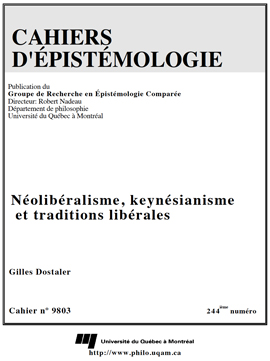 CAHIERS
D'ÉPISTÉMOLOGIE
Publication du
Groupe de Recherche en Épistémologie Comparée
Directeur: Robert Nadeau
Département de philosophie
Université du Québec à Montréal
Néolibéralisme, keynésianisme
et traditions libérales
Gilles Dostaler
Cahier nº 9803
244ième numéro
Université du Québec à Montréal
http://www.philo.uqam.ca